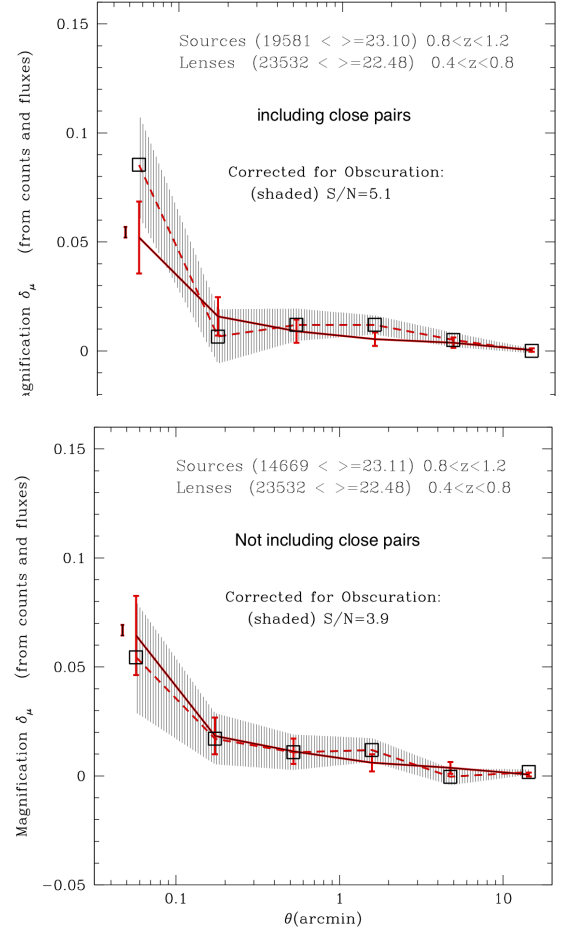 0.15
Sources (19581 < >=23.10) 0.8<z<1.2
Lenses (23532 < >=22.48) 0.4<z<0.8
including close pairs
0.1
Corrected for Obscuration:
(shaded) S/N=5.1
0.05
0
agnification δμ (from counts and fluxes)
0.15
Sources (14669 < >=23.11) 0.8<z<1.2
Lenses (23532 < >=22.48) 0.4<z<0.8
Not including close pairs
0.1
Corrected for Obscuration:
(shaded) S/N=3.9
0.05
0
−0.05
Magnification δμ (from counts and fluxes)
0.1 1 10
θ(arcmin)